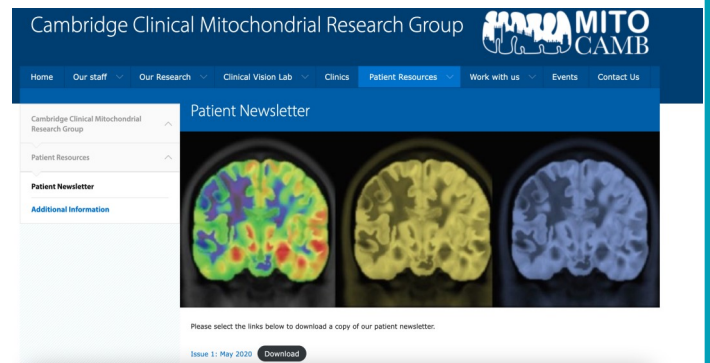 Cambridge Clinical Mitochondrial Research Group
MITO
CAMB
Home Our staff Our Research Clinical Vision Lab Clinics Patient Resources Work with us Events Contact Us
Cambridge Clinical Mitochondrial
Research Group
Patient Resources
Patient Newsletter
Additional Information
Patient Newsletter
Please select the links below to download a copy of our patient newsletter.
Issue 1: May 2020 Download